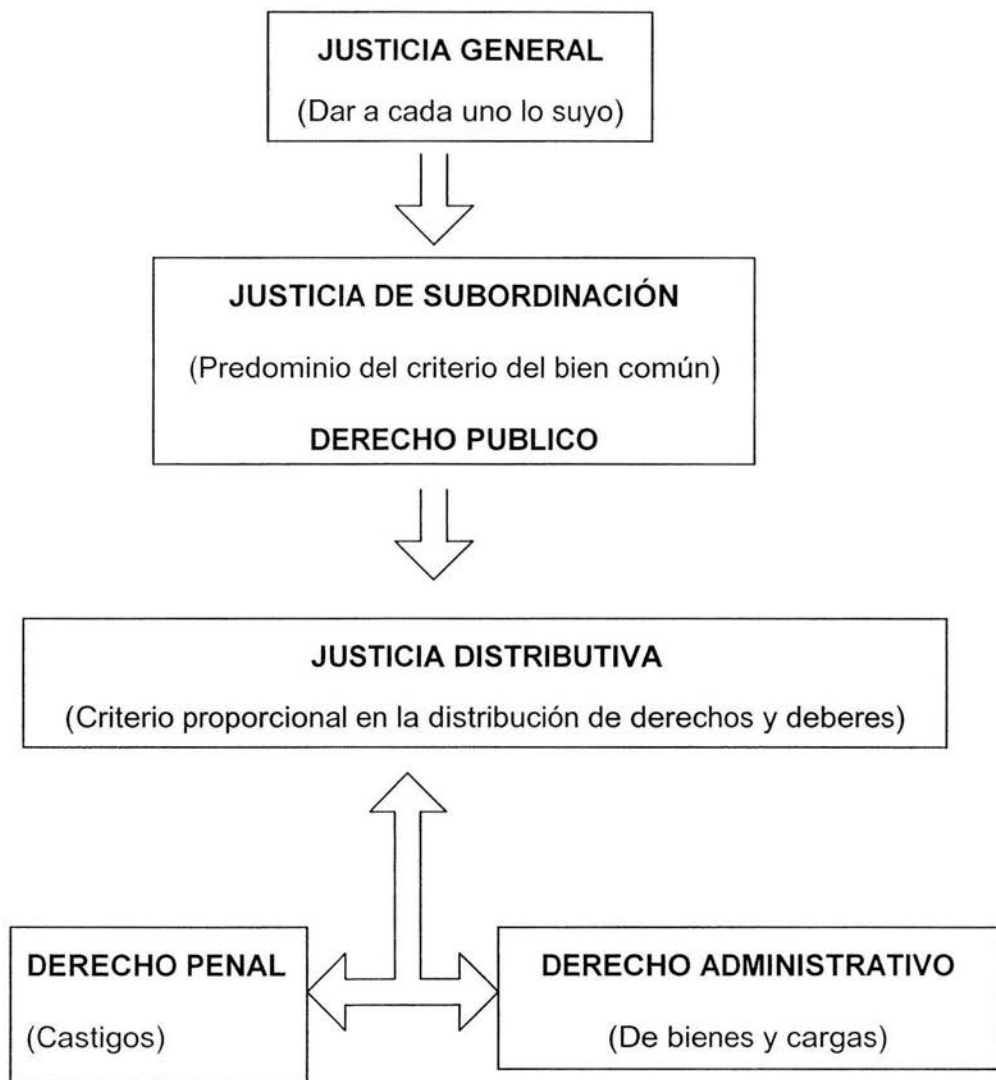 JUSTICIA GENERAL
(Dar a cada uno lo suyo)
JUSTICIA DE SUBORDINACIÓN
(Predominio del criterio del bien común)
DERECHO PUBLICO
JUSTICIA DISTRIBUTIVA
(Criterio proporcional en la distribución de derechos y deberes)
DERECHO PENAL
(Castigos)
DERECHO ADMINISTRATIVO
(De bienes y cargas)